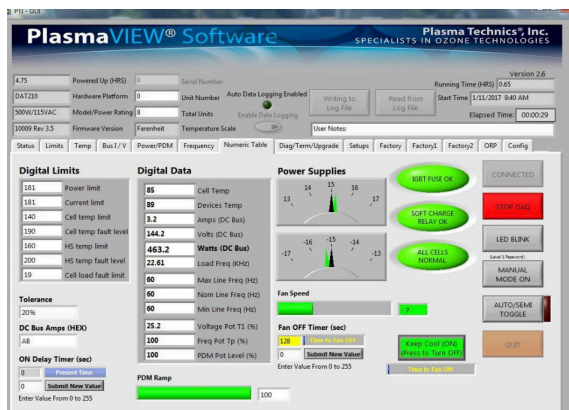 PTI - GUI
PlasmaVIEW® Software
Plasma Technics®, Inc.
SPECIALISTS IN OZONE TECHNOLOGIES
Version 2.6
4.75 Powered Up (HRS) 0 Serial Number
Running Time (HRS) 0.65
DAT210 Hardware Platform 0 Unit Number
Auto Data Logging Enabled
Writing to Log File
Read from Log File
Start Time 1/11/2017 9:40 AM
500W/115VAC Model/Power Rating 8 Total Units
Enable Data Logging
Elapsed Time: 00:00:29
10009 Rev 3.5 Firmware Version Farenheit Temperature Scale
User Notes:
Status Limits Temp Bus I / V Power/PDM Frequency Numeric Table Diag/Term/Upgrade Setups Factory Factory1 Factory2 ORP Config
Digital Limits
181 Power limit
181 Current limit
140 Cell temp limit
190 Cell temp fault level
160 HS temp limit
200 HS temp fault level
19 Cell load fault limit
Tolerance
20%
DC Bus Amps (HEX)
AB
ON Delay Timer (sec)
0 Present Time
0 Submit New Value
Enter Value From 0 to 255
Digital Data
85 Cell Temp
89 Devices Temp
3.2 Amps (DC Bus)
144.2 Volts (DC Bus)
463.2 Watts (DC Bus)
22.61 Load Freq (KHz)
60 Max Line Freq (Hz)
60 Nom Line Freq (Hz)
60 Min Line Freq (Hz)
25.2 Voltage Pot T1 (%)
100 Freq Pot Tp (%)
100 PDM Pot Level (%)
PDM Ramp
100
Power Supplies
13 14 15 16 17
-17 -16 -15 -14 -13
Fan Speed
7
Fan OFF Timer (sec)
128 Time to Fan OFF
0 Submit New Value
Enter Value From 0 to 255
IGBT FUSE OK
SOFT CHARGE RELAY OK
ALL CELLS NORMAL
Keep Cool (ON)
(Press to Turn OFF)
Time to Fan ON
CONNECTED
STOP DAQ
LED BLINK
(Level 1 Password)
MANUAL MODE ON
AUTO/SEMI TOGGLE
QUIT